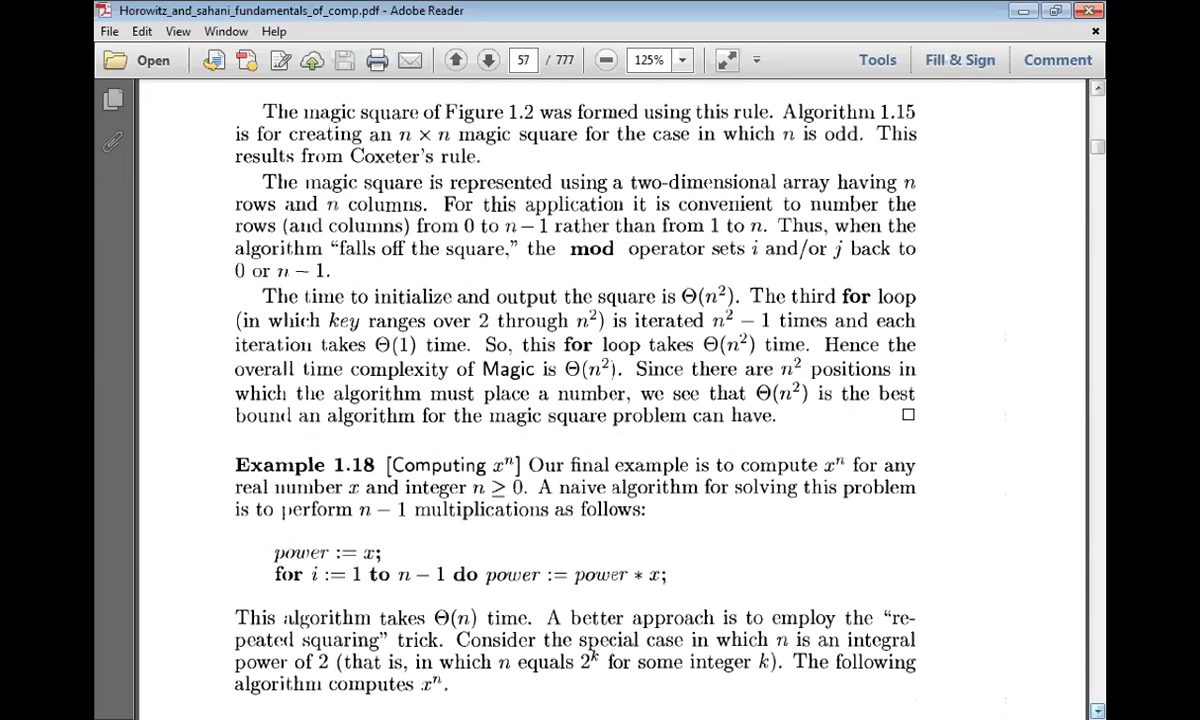 Horowitz_and_sahani_fundamentals_of_comp.pdf - Adobe Reader
File Edit View Window Help
Open 57 / 777 125% Tools Fill & Sign Comment
The magic square of Figure 1.2 was formed using this rule. Algorithm 1.15
is for creating an n × n magic square for the case in which n is odd. This
results from Coxeter's rule.
The magic square is represented using a two-dimensional array having n
rows and n columns. For this application it is convenient to number the
rows (and columns) from 0 to n − 1 rather than from 1 to n. Thus, when the
algorithm “falls off the square,” the mod operator sets i and/or j back to
0 or n − 1.
The time to initialize and output the square is Θ(n²). The third for loop
(in which key ranges over 2 through n²) is iterated n² − 1 times and each
iteration takes Θ(1) time. So, this for loop takes Θ(n²) time. Hence the
overall time complexity of Magic is Θ(n²). Since there are n² positions in
which the algorithm must place a number, we see that Θ(n²) is the best
bound an algorithm for the magic square problem can have. □
Example 1.18 [Computing xⁿ] Our final example is to compute xⁿ for any
real number x and integer n ≥ 0. A naive algorithm for solving this problem
is to perform n − 1 multiplications as follows:
power := x;
for i := 1 to n − 1 do power := power * x;
This algorithm takes Θ(n) time. A better approach is to employ the “re-
peated squaring” trick. Consider the special case in which n is an integral
power of 2 (that is, in which n equals 2ᵏ for some integer k). The following
algorithm computes xⁿ.